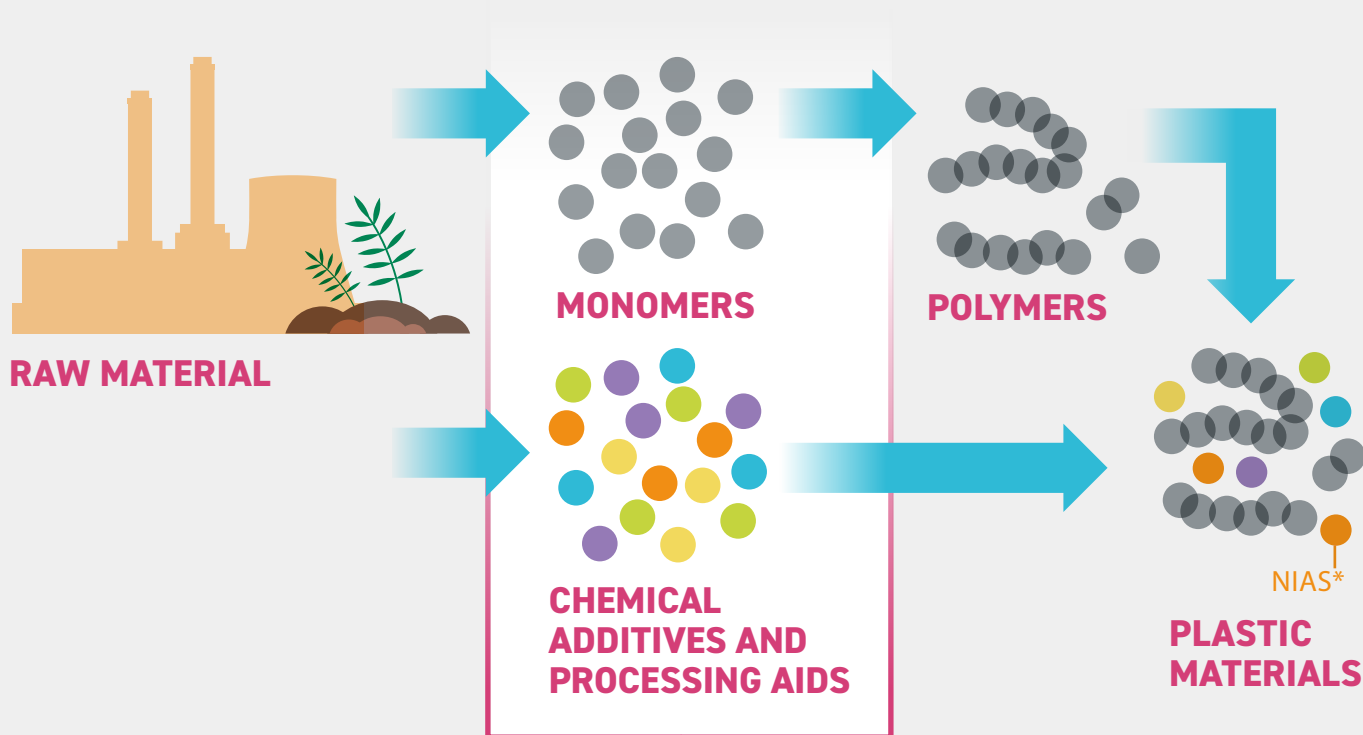 RAW MATERIAL
MONOMERS
POLYMERS
CHEMICAL
ADDITIVES AND
PROCESSING AIDS
NIAS*
PLASTIC
MATERIALS